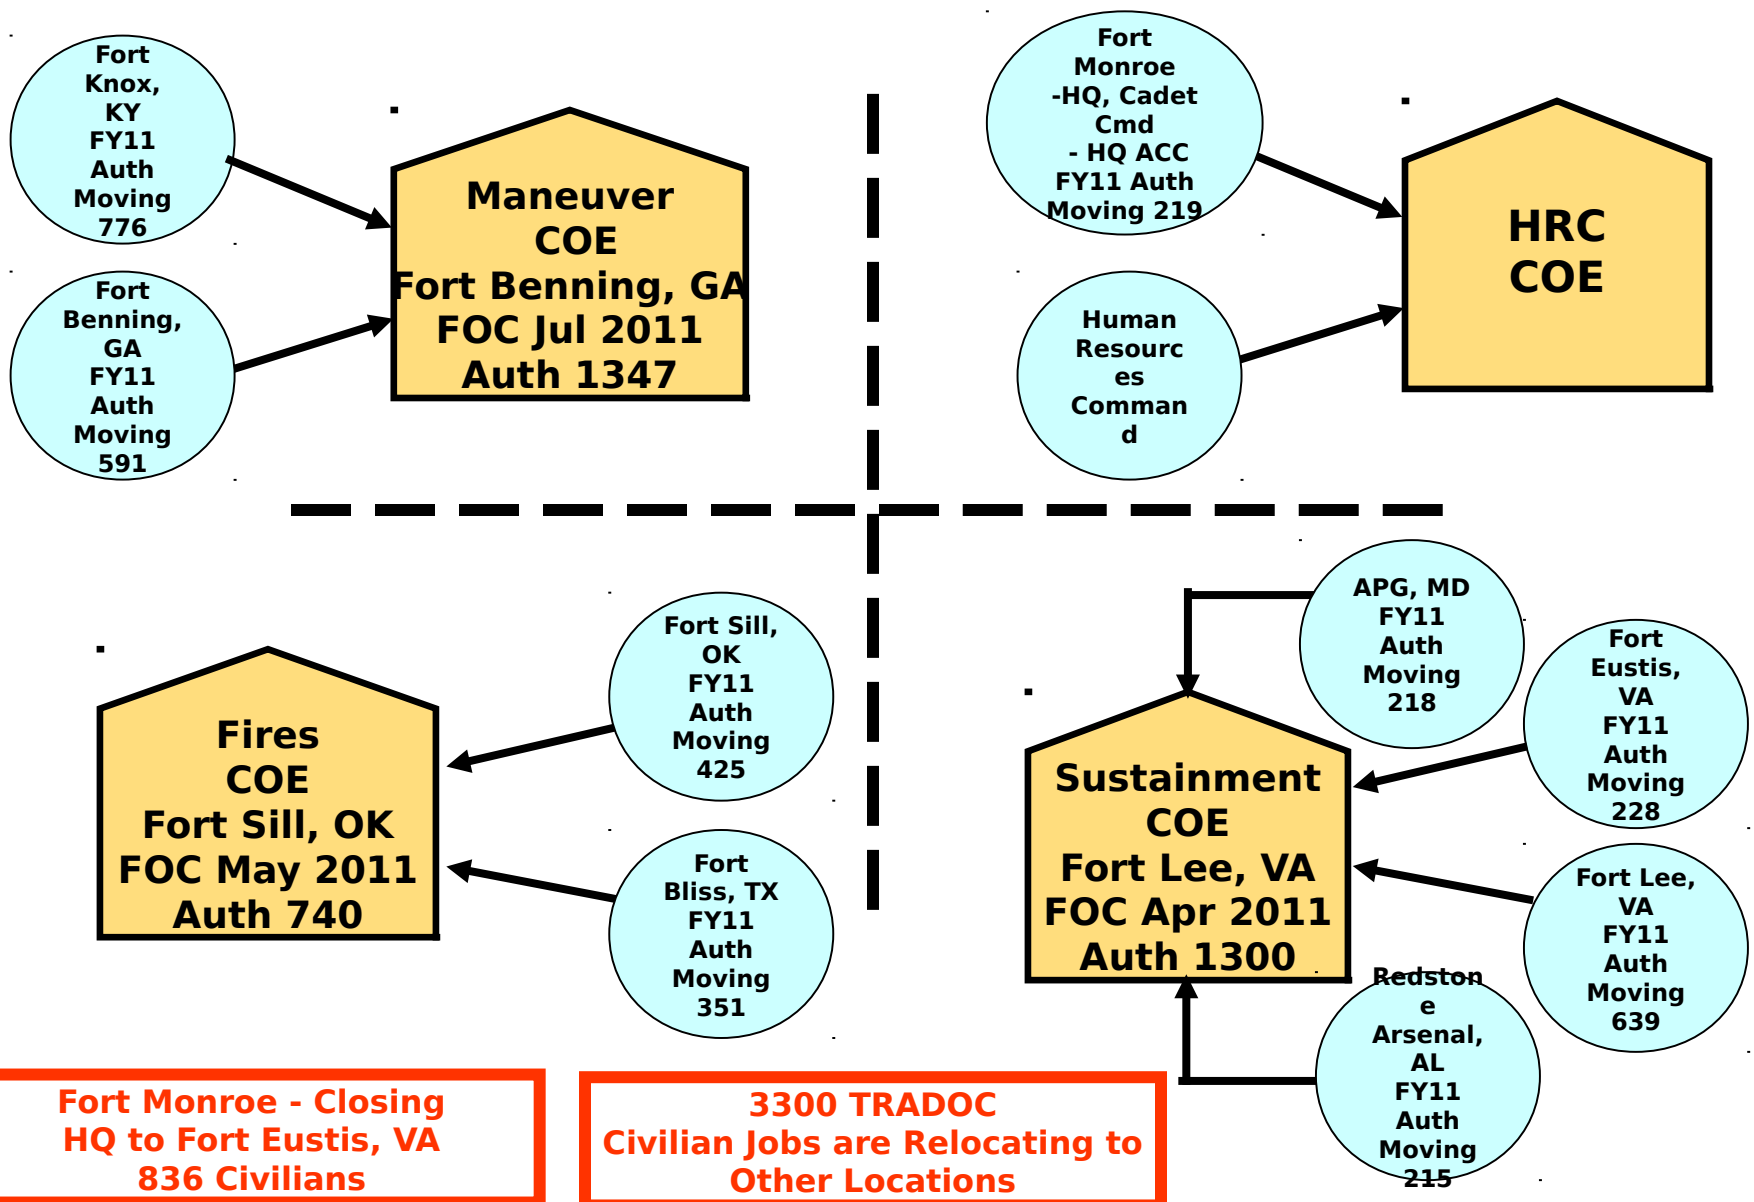 Fort
Knox,
KY
FY11
Auth
Moving
776
Fort
Benning,
GA
FY11
Auth
Moving
591
Maneuver
COE
Fort Benning, GA
FOC Jul 2011
Auth 1347
Fort
Monroe
-HQ, Cadet
Cmd
- HQ ACC
FY11 Auth
Moving 219
Human
Resourc
es
Comman
d
HRC
COE
Fires
COE
Fort Sill, OK
FOC May 2011
Auth 740
Fort Sill,
OK
FY11
Auth
Moving
425
Fort
Bliss, TX
FY11
Auth
Moving
351
Sustainment
COE
Fort Lee, VA
FOC Apr 2011
Auth 1300
APG, MD
FY11
Auth
Moving
218
Fort
Eustis,
VA
FY11
Auth
Moving
228
Fort Lee,
VA
FY11
Auth
Moving
639
Redston
e
Arsenal,
AL
FY11
Auth
Moving
215
Fort Monroe - Closing
HQ to Fort Eustis, VA
836 Civilians
3300 TRADOC
Civilian Jobs are Relocating to
Other Locations